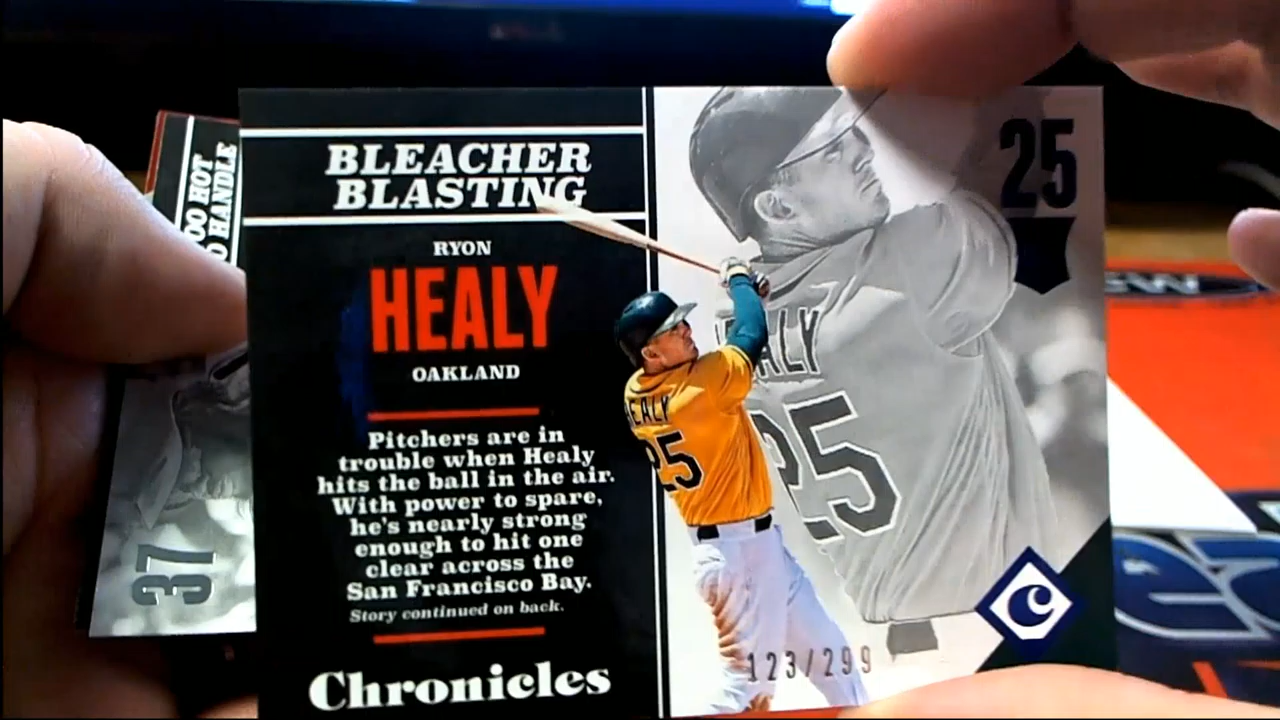 BLEACHER
BLASTING
RYON
HEALY
OAKLAND
Pitchers are in
trouble when Healy
hits the ball in the air.
With power to spare,
he's nearly strong
enough to hit one
clear across the
San Francisco Bay.
Story continued on back.
Chronicles
25
HEALY
25
25
C
123/299
HANDLE
37